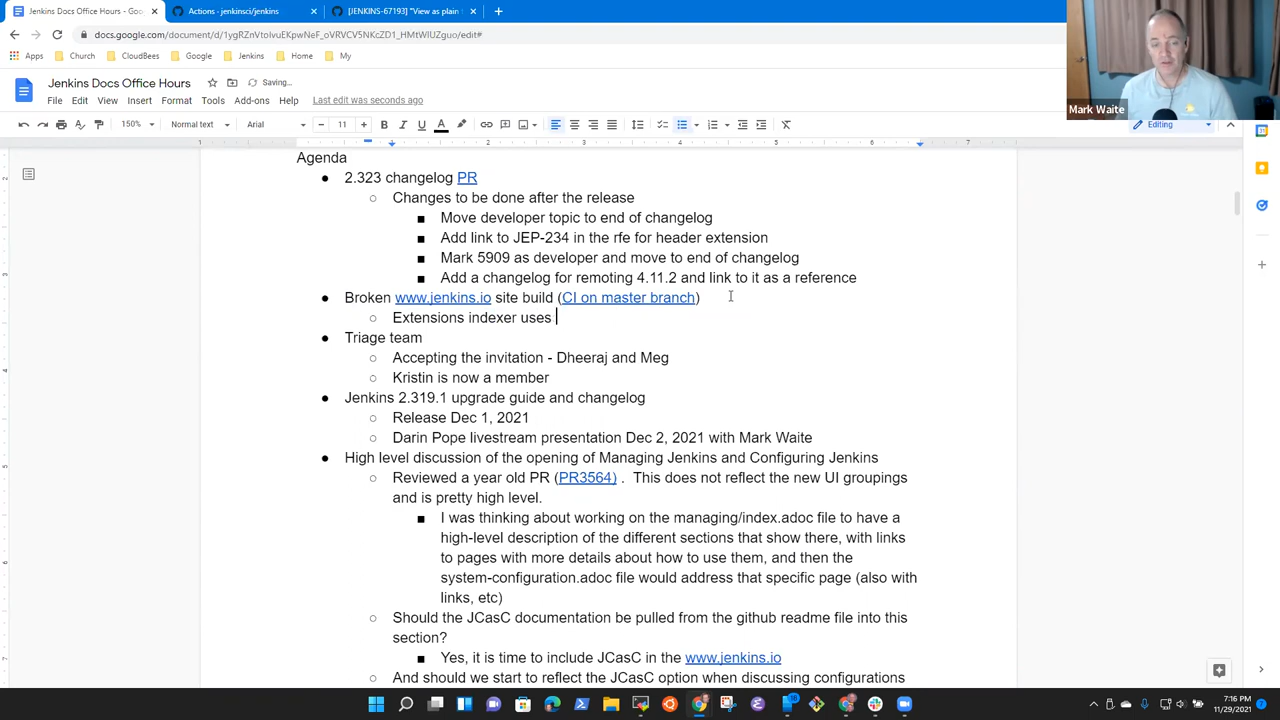 Jenkins Docs Office Hours - Goo
Actions · jenkinsci/jenkins
[JENKINS-67193] "View as plain
docs.google.com/document/d/1ygRZnVtoIvuEKpwNeF_oVRVCV5NKcZD1_HMtWIUZguo/edit#
Apps
Church
CloudBees
Google
Jenkins
Home
My
Jenkins Docs Office Hours
Saving...
File Edit View Insert Format Tools Add-ons Help Last edit was seconds ago
150% Normal text Arial 11 Editing
Mark Waite
Agenda
2.323 changelog PR
Changes to be done after the release
Move developer topic to end of changelog
Add link to JEP-234 in the rfe for header extension
Mark 5909 as developer and move to end of changelog
Add a changelog for remoting 4.11.2 and link to it as a reference
Broken www.jenkins.io site build (CI on master branch)
Extensions indexer uses
Triage team
Accepting the invitation - Dheeraj and Meg
Kristin is now a member
Jenkins 2.319.1 upgrade guide and changelog
Release Dec 1, 2021
Darin Pope livestream presentation Dec 2, 2021 with Mark Waite
High level discussion of the opening of Managing Jenkins and Configuring Jenkins
Reviewed a year old PR (PR3564) . This does not reflect the new UI groupings
and is pretty high level.
I was thinking about working on the managing/index.adoc file to have a
high-level description of the different sections that show there, with links
to pages with more details about how to use them, and then the
system-configuration.adoc file would address that specific page (also with
links, etc)
Should the JCasC documentation be pulled from the github readme file into this
section?
Yes, it is time to include JCasC in the www.jenkins.io
And should we start to reflect the JCasC option when discussing configurations
7:16 PM
11/29/2021